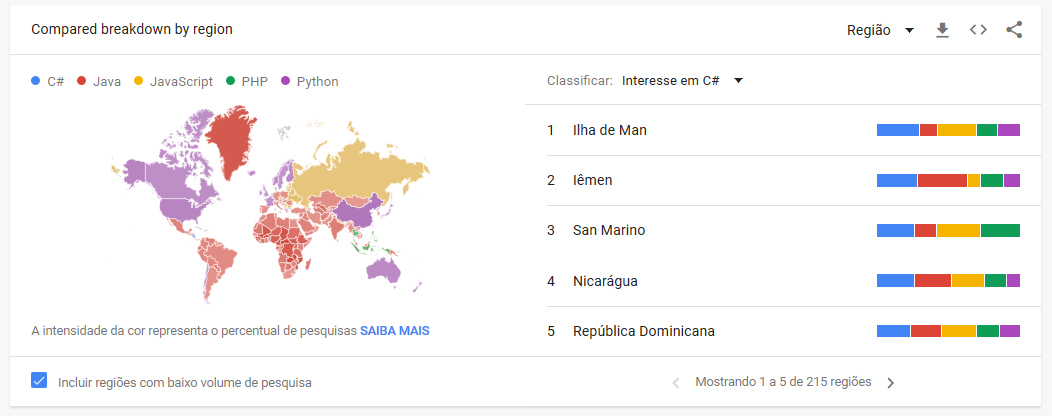 Compared breakdown by region
Região
C# Java JavaScript PHP Python
Classificar: Interesse em C#
1 Ilha de Man
2 Iêmen
3 San Marino
4 Nicarágua
5 República Dominicana
A intensidade da cor representa o percentual de pesquisas SAIBA MAIS
Incluir regiões com baixo volume de pesquisa
Mostrando 1 a 5 de 215 regiões